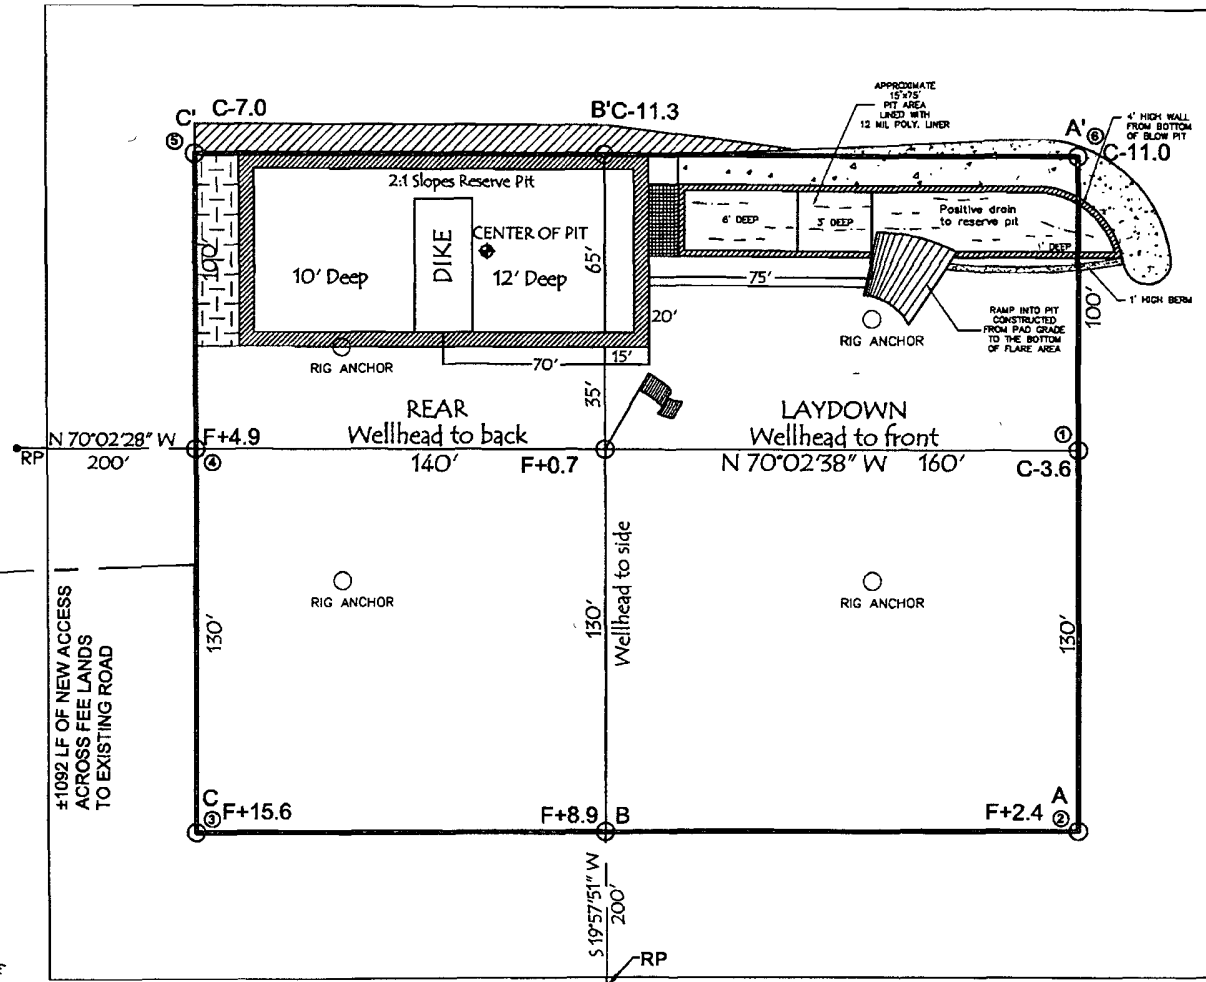 C'
C-7.0
⑤
B'C-11.3
APPROXIMATE
15'x75'
PIT AREA
LINED WITH
12 MIL POLY. LINER
A'
⑥
C-11.0
4' HIGH WALL
FROM BOTTOM
OF BLOW PIT
2:1 Slopes Reserve Pit
DIKE
CENTER OF PIT
10' Deep
12' Deep
100'
65'
6' DEEP
3' DEEP
Positive drain
to reserve pit
1' DEEP
75'
1' HIGH BERM
100'
RAMP INTO PIT
CONSTRUCTED
FROM PAD GRADE
TO THE BOTTOM
OF FLARE AREA
20'
RIG ANCHOR
RIG ANCHOR
15'
70'
35'
REAR
Wellhead to back
140'
LAYDOWN
Wellhead to front
N 70°02'38" W 160'
N 70°02'28" W
200'
RP
F+4.9
④
F+0.7
①
C-3.6
RIG ANCHOR
RIG ANCHOR
Wellhead to side
130'
130'
130'
±1092 LF OF NEW ACCESS
ACROSS FEE LANDS
TO EXISTING ROAD
C
③
F+15.6
F+8.9
B
F+2.4
A
②
S 19°57'51" W
200'
RP